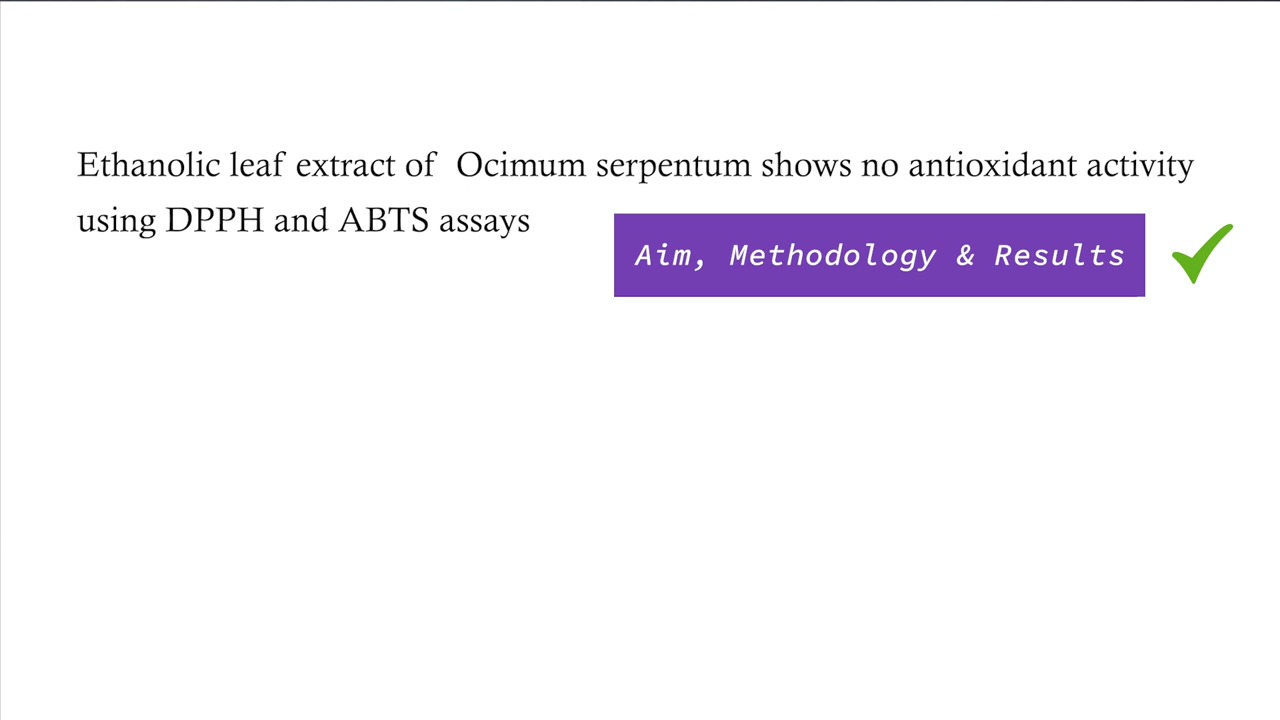 Ethanolic leaf extract of Ocimum serpentum shows no antioxidant activity
using DPPH and ABTS assays
Aim, Methodology & Results